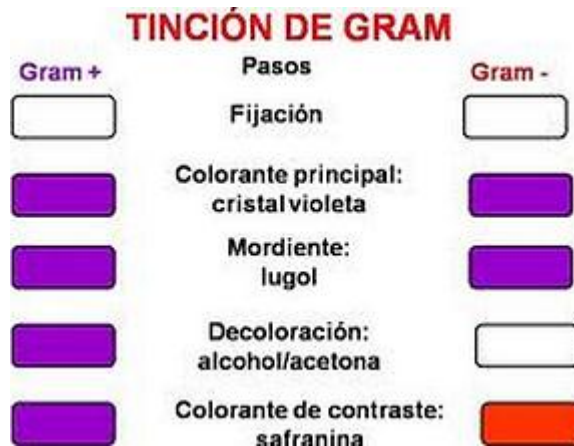 TINCIÓN DE GRAM
Gram + Pasos Gram -
Fijación
Colorante principal:
cristal violeta
Mordiente:
lugol
Decoloración:
alcohol/acetona
Colorante de contraste:
safranina